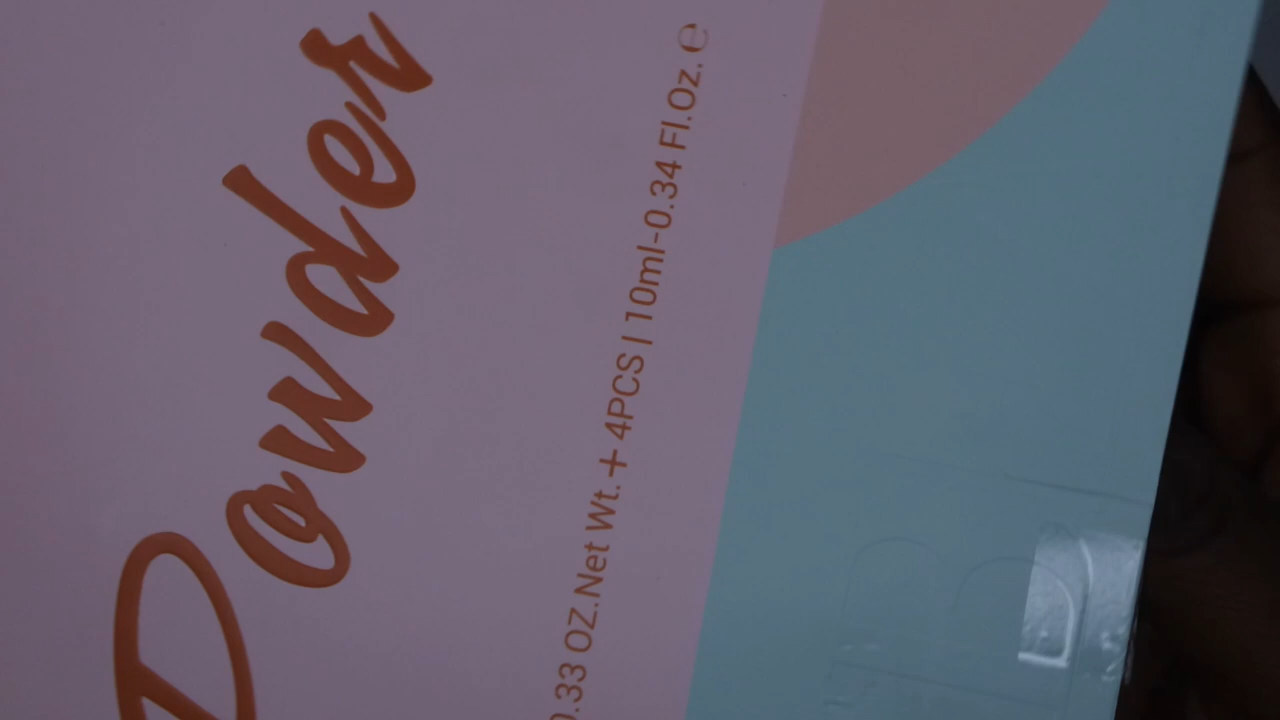 Powder
0.33 OZ.Net Wt.+ 4PCS | 10ml-0.34 Fl.Oz. ℮